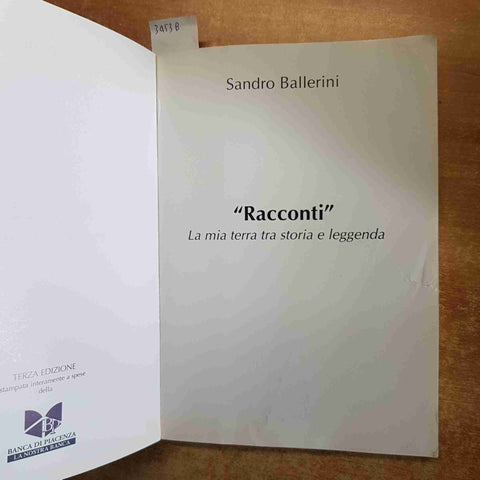 3453B
TERZA EDIZIONE
stampata interamente a spese
della
BANCA DI PIACENZA
LA NOSTRA BANCA
Sandro Ballerini
“Racconti”
La mia terra tra storia e leggenda